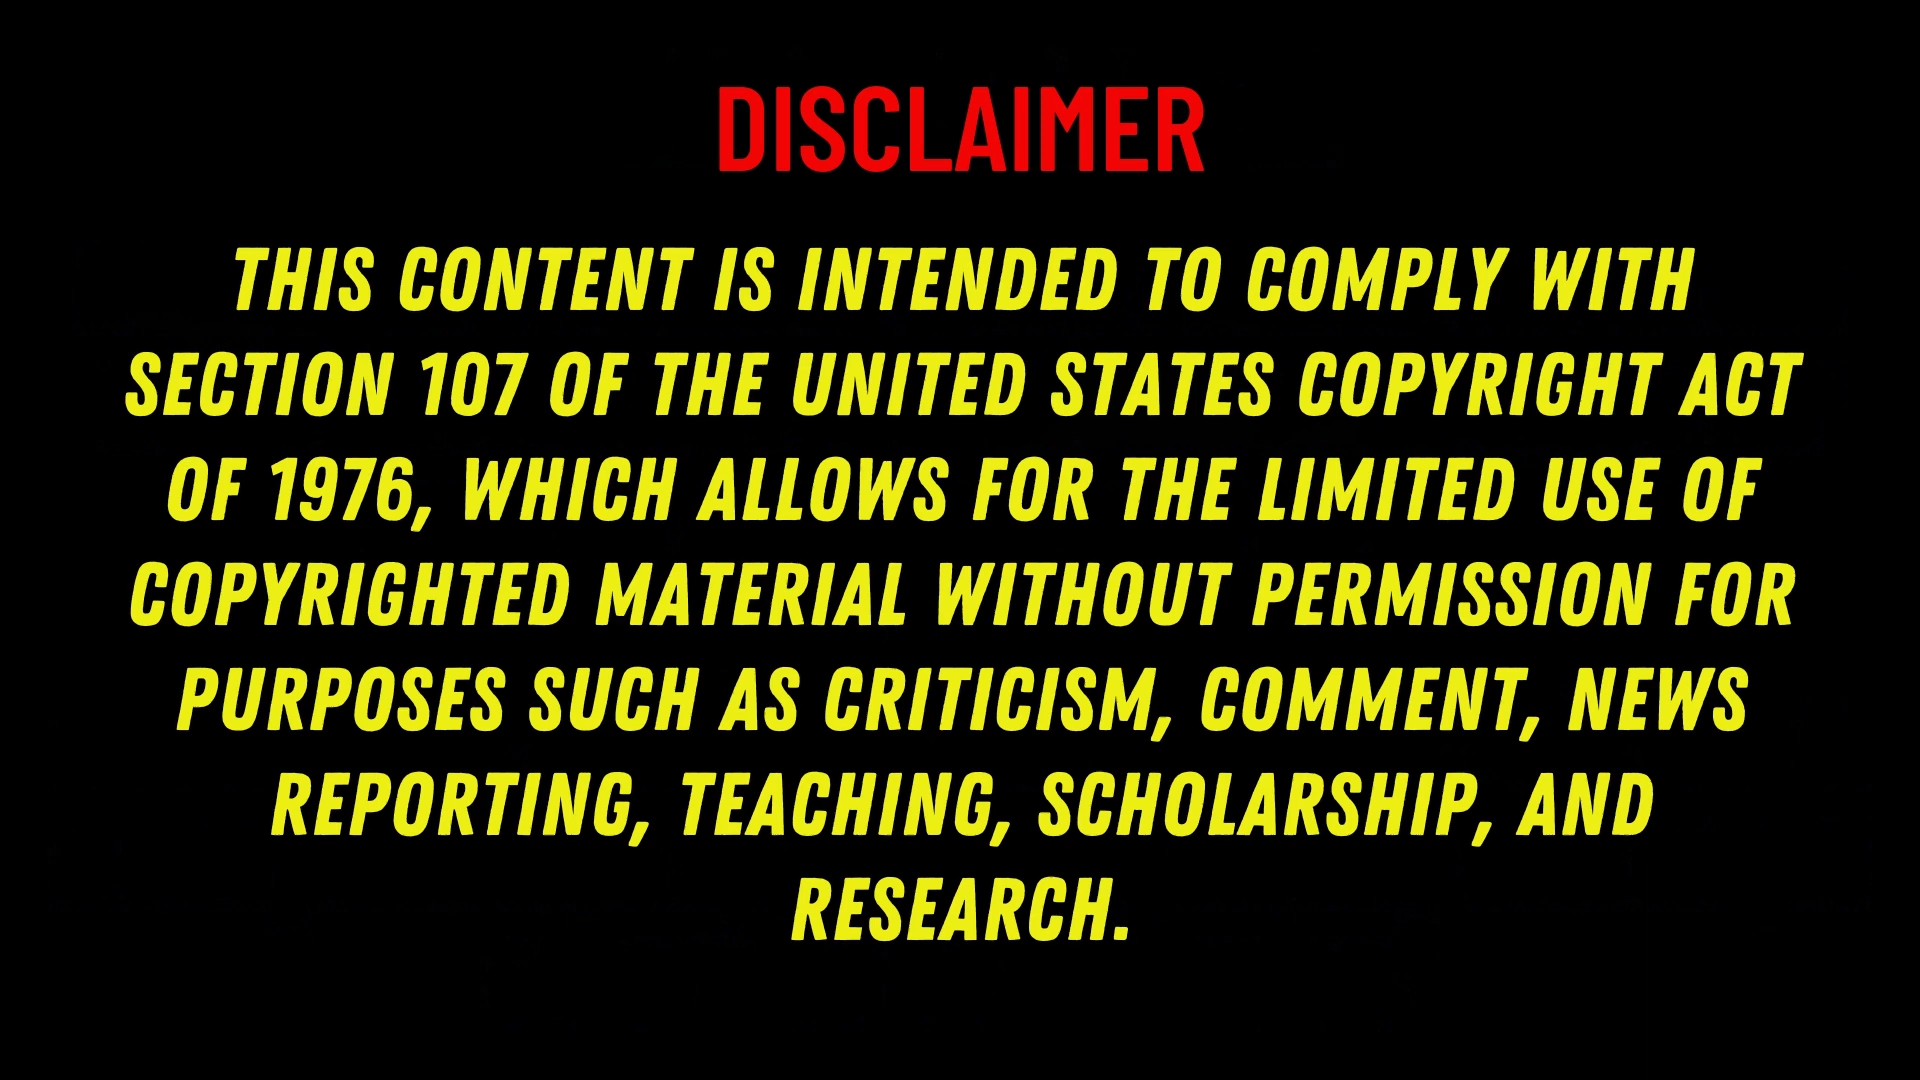 DISCLAIMER
THIS CONTENT IS INTENDED TO COMPLY WITH
SECTION 107 OF THE UNITED STATES COPYRIGHT ACT
OF 1976, WHICH ALLOWS FOR THE LIMITED USE OF
COPYRIGHTED MATERIAL WITHOUT PERMISSION FOR
PURPOSES SUCH AS CRITICISM, COMMENT, NEWS
REPORTING, TEACHING, SCHOLARSHIP, AND
RESEARCH.